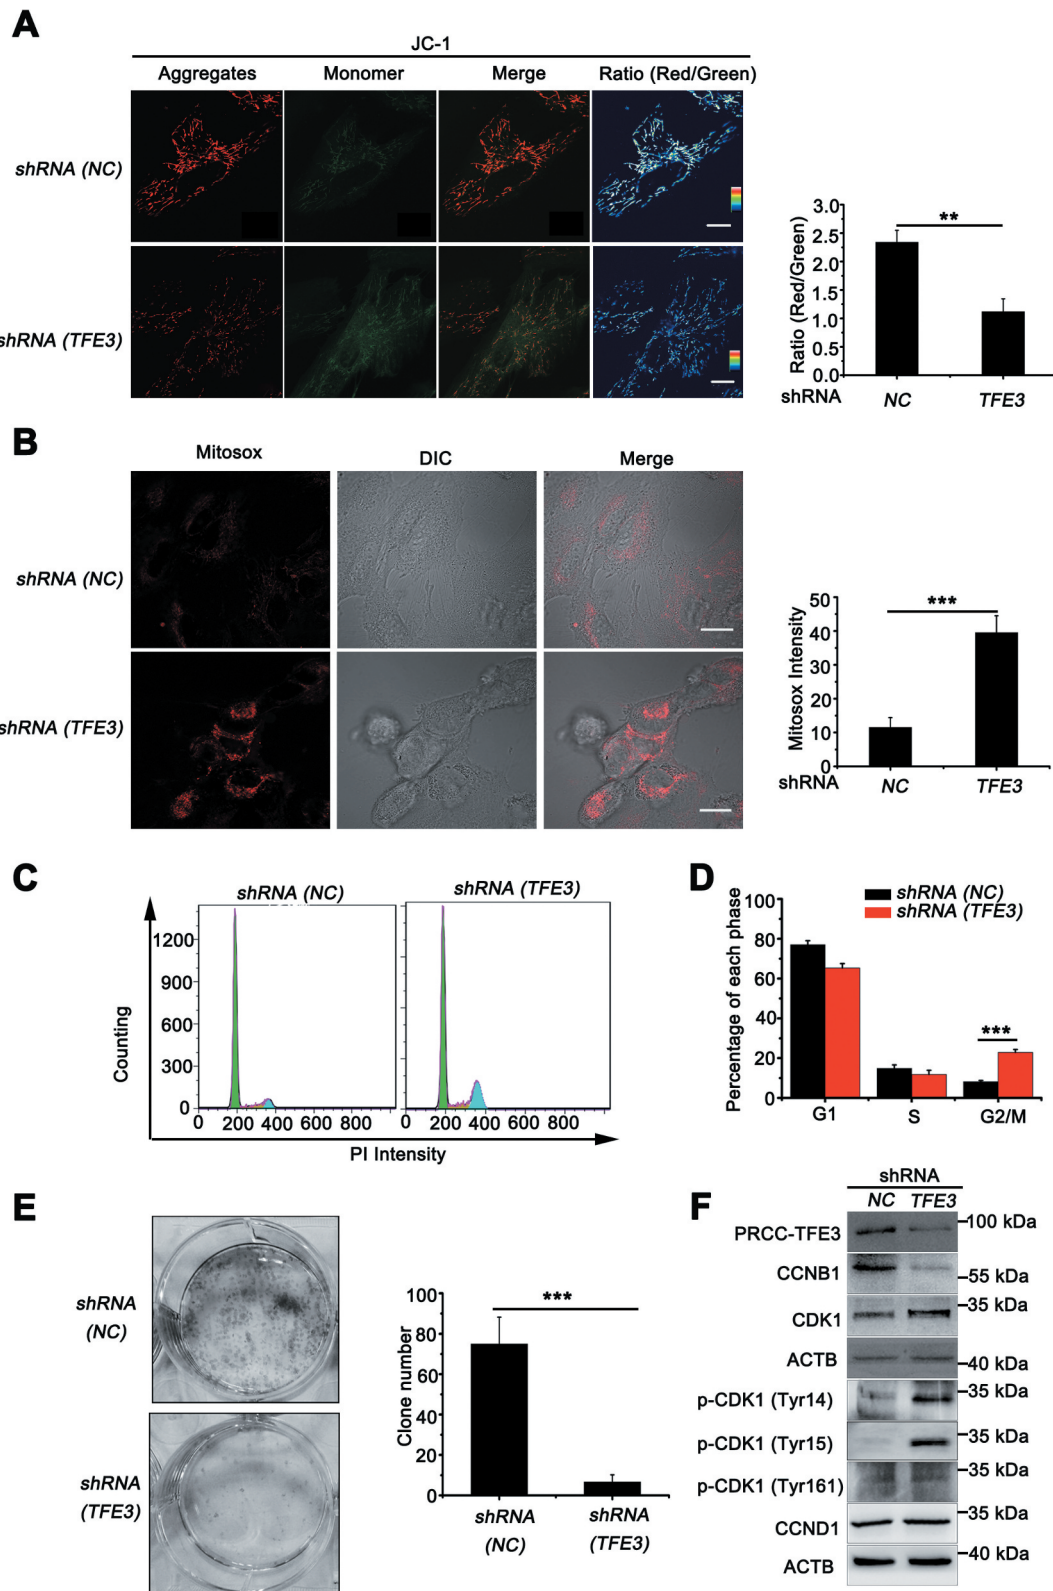 A
JC-1
Aggregates Monomer Merge Ratio (Red/Green)
shRNA (NC)
shRNA (TFE3)
Ratio (Red/Green)
3.0
2.5
2.0
1.5
1.0
0.5
0.0
**
shRNA NC TFE3
B
Mitosox DIC Merge
shRNA (NC)
shRNA (TFE3)
Mitosox Intensity
50
40
30
20
10
0
***
shRNA NC TFE3
C
shRNA (NC) shRNA (TFE3)
Counting
1200
900
600
300
0
0 200 400 600 800 0 200 400 600 800
PI Intensity
D
shRNA (NC)
shRNA (TFE3)
Percentage of each phase
100
80
60
40
20
0
***
G1 S G2/M
E
shRNA
(NC)
shRNA
(TFE3)
Clone number
100
80
60
40
20
0
***
shRNA shRNA
(NC) (TFE3)
F
shRNA
NC TFE3
PRCC-TFE3 100 kDa
CCNB1 55 kDa
CDK1 35 kDa
ACTB 40 kDa
p-CDK1 (Tyr14) 35 kDa
p-CDK1 (Tyr15) 35 kDa
p-CDK1 (Tyr161) 35 kDa
CCND1 35 kDa
ACTB 40 kDa